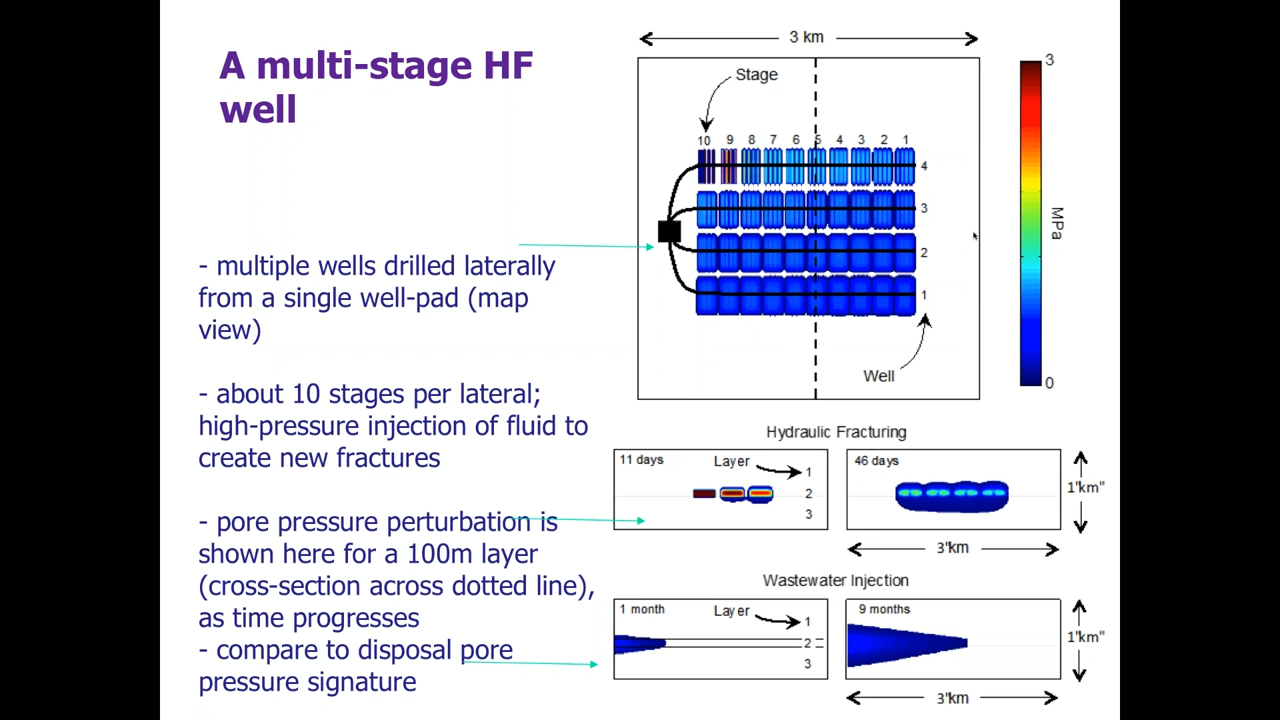 A multi-stage HF
well
- multiple wells drilled laterally
from a single well-pad (map
view)
- about 10 stages per lateral;
high-pressure injection of fluid to
create new fractures
- pore pressure perturbation is
shown here for a 100m layer
(cross-section across dotted line),
as time progresses
- compare to disposal pore
pressure signature
3 km
Stage
10 9 8 7 6 5 4 3 2 1
4
3
2
1
Well
3
MPa
0
Hydraulic Fracturing
11 days
Layer
1
2
3
46 days
1"km"
3"km
Wastewater Injection
1 month
Layer
1
2
3
9 months
1"km"
3"km